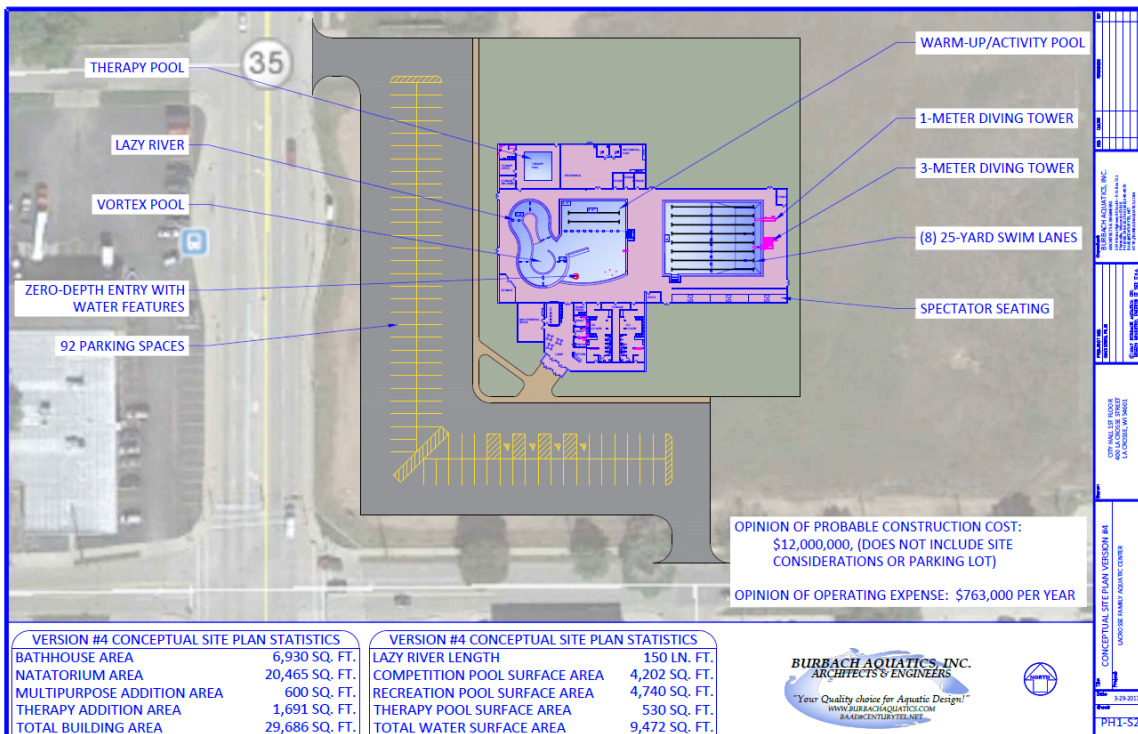 35
THERAPY POOL
LAZY RIVER
VORTEX POOL
ZERO-DEPTH ENTRY WITH
WATER FEATURES
92 PARKING SPACES
WARM-UP/ACTIVITY POOL
1-METER DIVING TOWER
3-METER DIVING TOWER
(8) 25-YARD SWIM LANES
SPECTATOR SEATING
OPINION OF PROBABLE CONSTRUCTION COST:
$12,000,000, (DOES NOT INCLUDE SITE
CONSIDERATIONS OR PARKING LOT)
OPINION OF OPERATING EXPENSE: $763,000 PER YEAR
VERSION #4 CONCEPTUAL SITE PLAN STATISTICS
BATHHOUSE AREA 6,930 SQ. FT.
NATATORIUM AREA 20,465 SQ. FT.
MULTIPURPOSE ADDITION AREA 600 SQ. FT.
THERAPY ADDITION AREA 1,691 SQ. FT.
TOTAL BUILDING AREA 29,686 SQ. FT.
VERSION #4 CONCEPTUAL SITE PLAN STATISTICS
LAZY RIVER LENGTH 150 LN. FT.
COMPETITION POOL SURFACE AREA 4,202 SQ. FT.
RECREATION POOL SURFACE AREA 4,740 SQ. FT.
THERAPY POOL SURFACE AREA 530 SQ. FT.
TOTAL WATER SURFACE AREA 9,472 SQ. FT.
BURBACH AQUATICS, INC.
ARCHITECTS & ENGINEERS
"Your Quality choice for Aquatic Design!"
WWW.BURBACHAQUATICS.COM
BAAE@CENTURYTEL.NET
NORTH
BURBACH AQUATICS, INC.
ARCHITECTS & ENGINEERS
CITY HALL 1ST FLOOR
400 LA CROSSE STREET
LA CROSSE, WI 54601
CONCEPTUAL SITE PLAN VERSION #4
LACROSSE FAMILY AQUATIC CENTER
PH1-S2